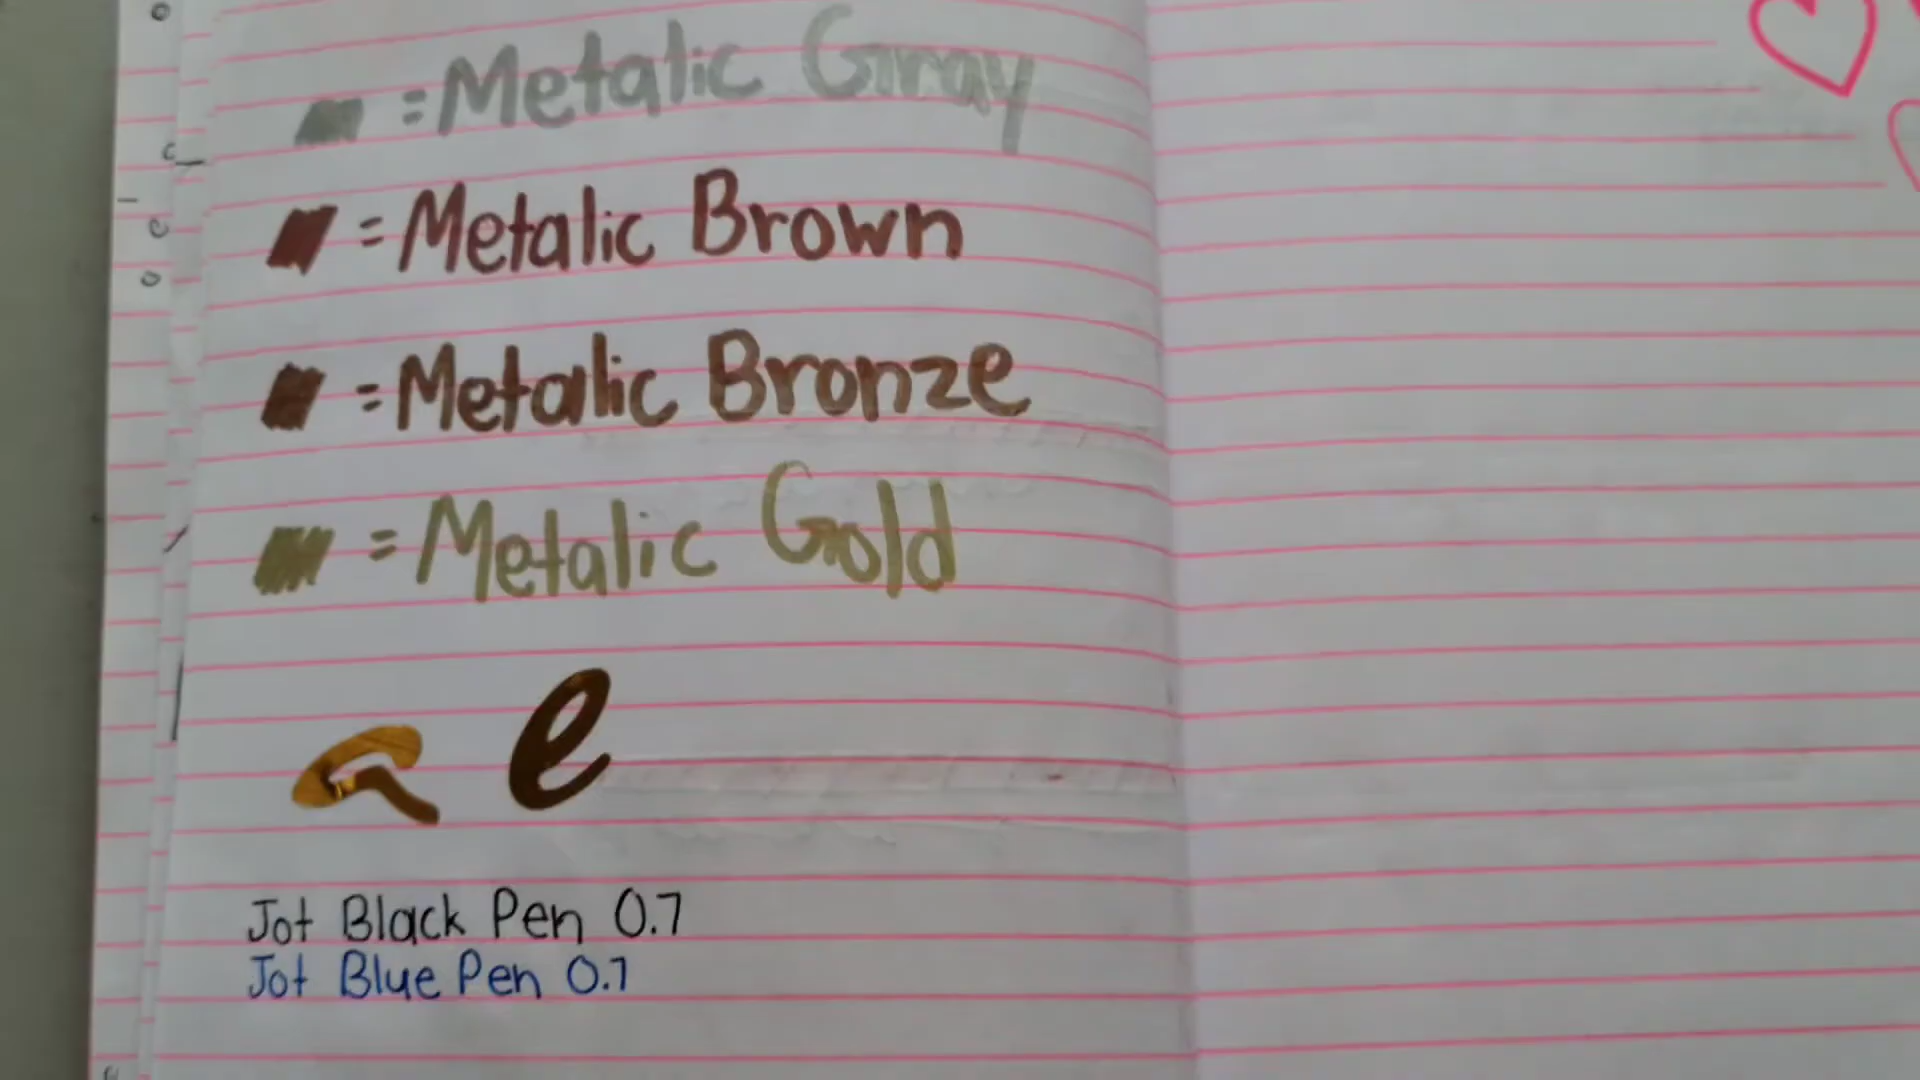 = Metalic Gray
= Metalic Brown
= Metalic Bronze
= Metalic Gold
e
Jot Black Pen 0.7
Jot Blue Pen 0.7